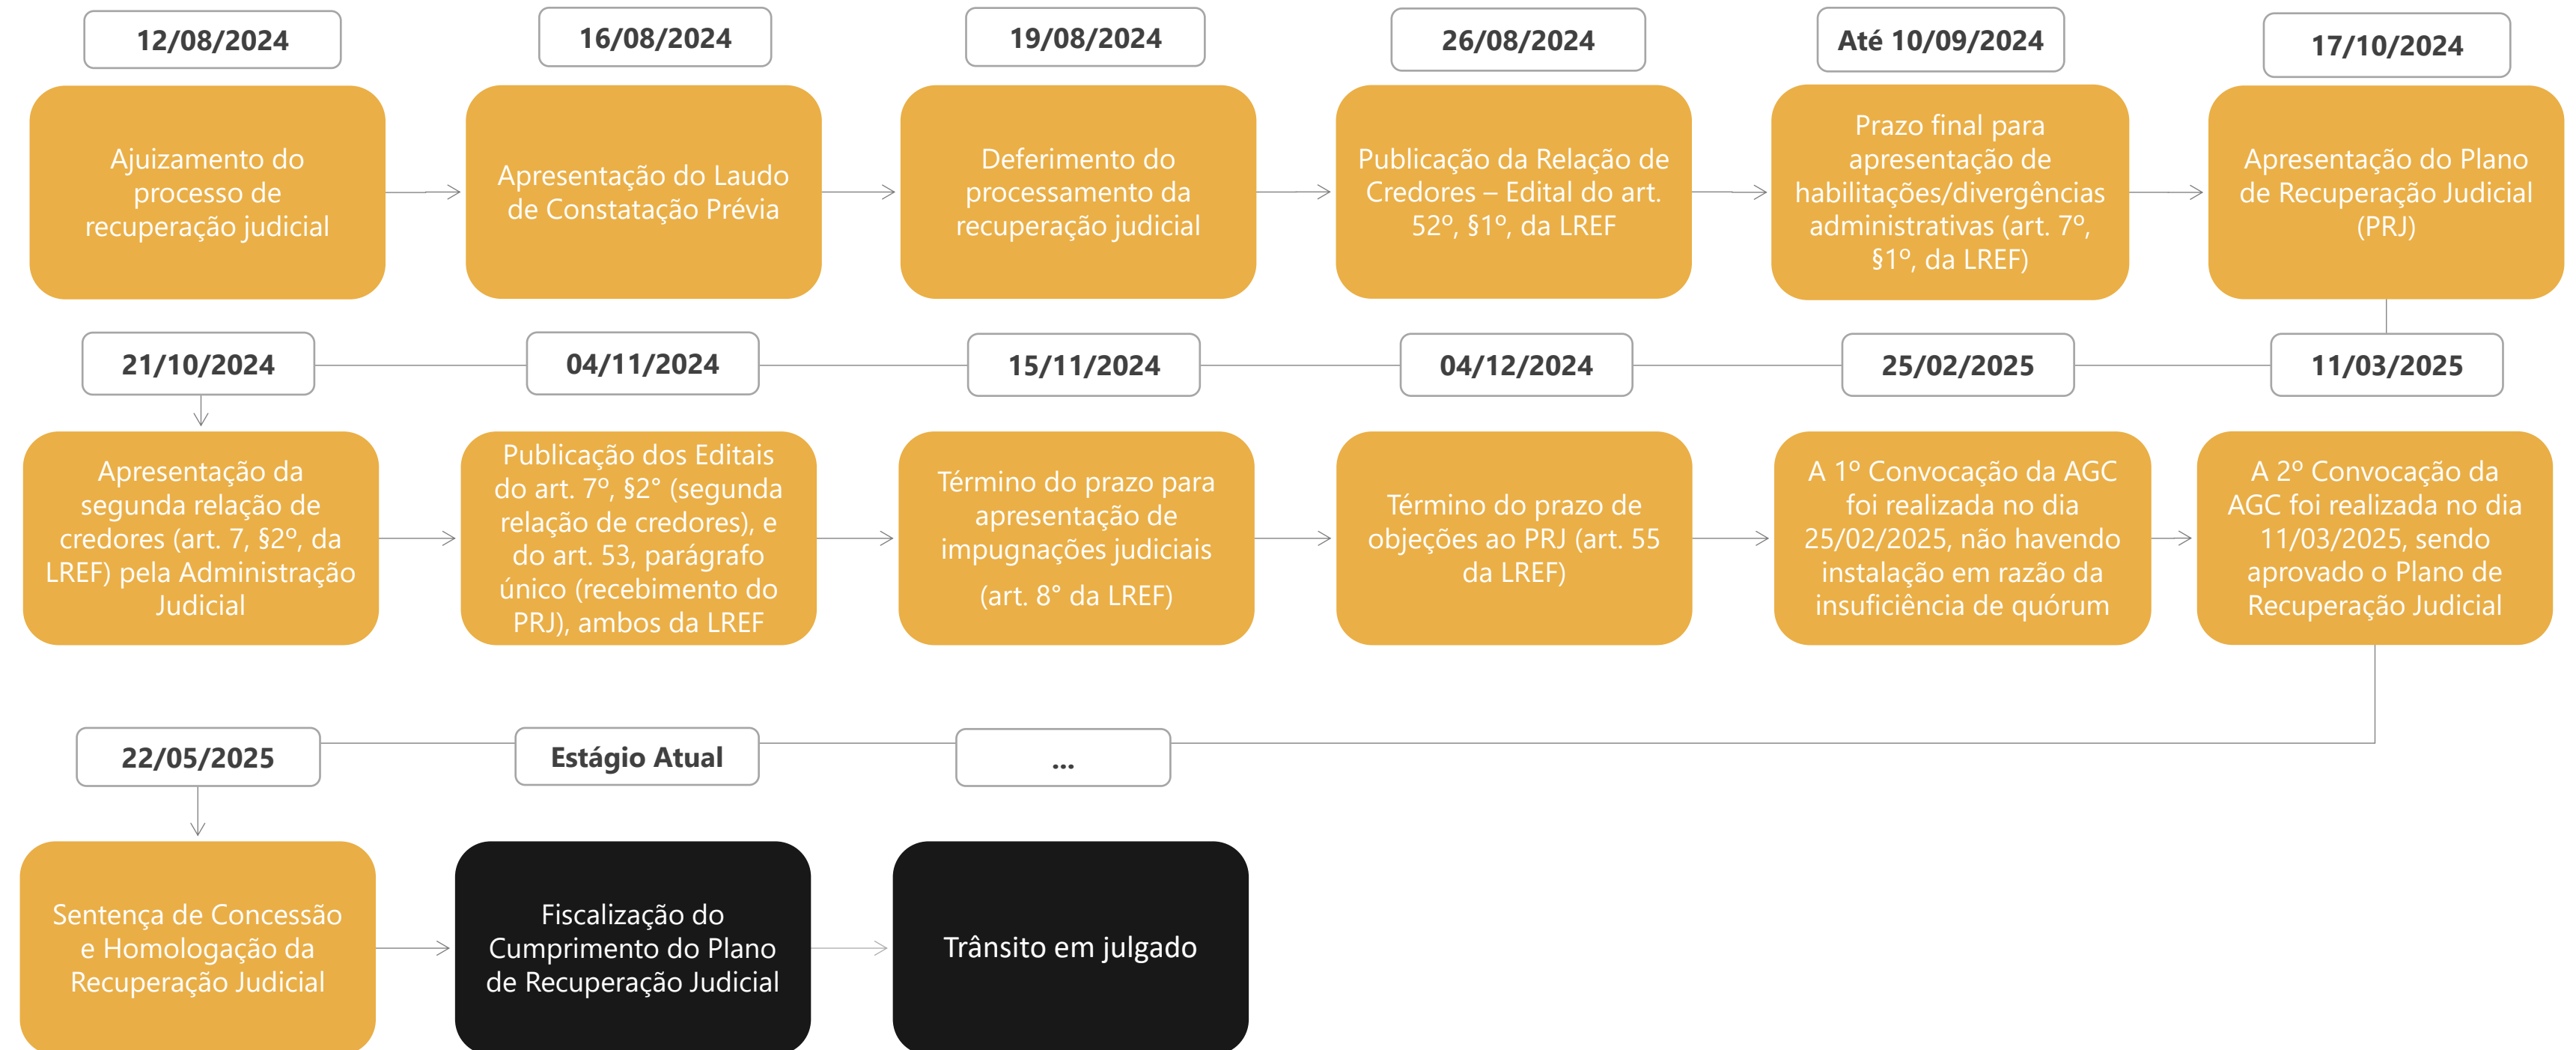 12/08/2024
Ajuizamento do
processo de
recuperação judicial
16/08/2024
Apresentação do Laudo
de Constatação Prévia
19/08/2024
Deferimento do
processamento da
recuperação judicial
26/08/2024
Publicação da Relação de
Credores – Edital do art.
52º, §1º, da LREF
Até 10/09/2024
Prazo final para
apresentação de
habilitações/divergências
administrativas (art. 7º,
§1º, da LREF)
17/10/2024
Apresentação do Plano
de Recuperação Judicial
(PRJ)
21/10/2024
Apresentação da
segunda relação de
credores (art. 7, §2º, da
LREF) pela Administração
Judicial
04/11/2024
Publicação dos Editais
do art. 7º, §2° (segunda
relação de credores), e
do art. 53, parágrafo
único (recebimento do
PRJ), ambos da LREF
15/11/2024
Término do prazo para
apresentação de
impugnações judiciais
(art. 8° da LREF)
04/12/2024
Término do prazo de
objeções ao PRJ (art. 55
da LREF)
25/02/2025
A 1º Convocação da AGC
foi realizada no dia
25/02/2025, não havendo
instalação em razão da
insuficiência de quórum
11/03/2025
A 2º Convocação da
AGC foi realizada no dia
11/03/2025, sendo
aprovado o Plano de
Recuperação Judicial
22/05/2025
Sentença de Concessão
e Homologação da
Recuperação Judicial
Estágio Atual
Fiscalização do
Cumprimento do Plano
de Recuperação Judicial
...
Trânsito em julgado